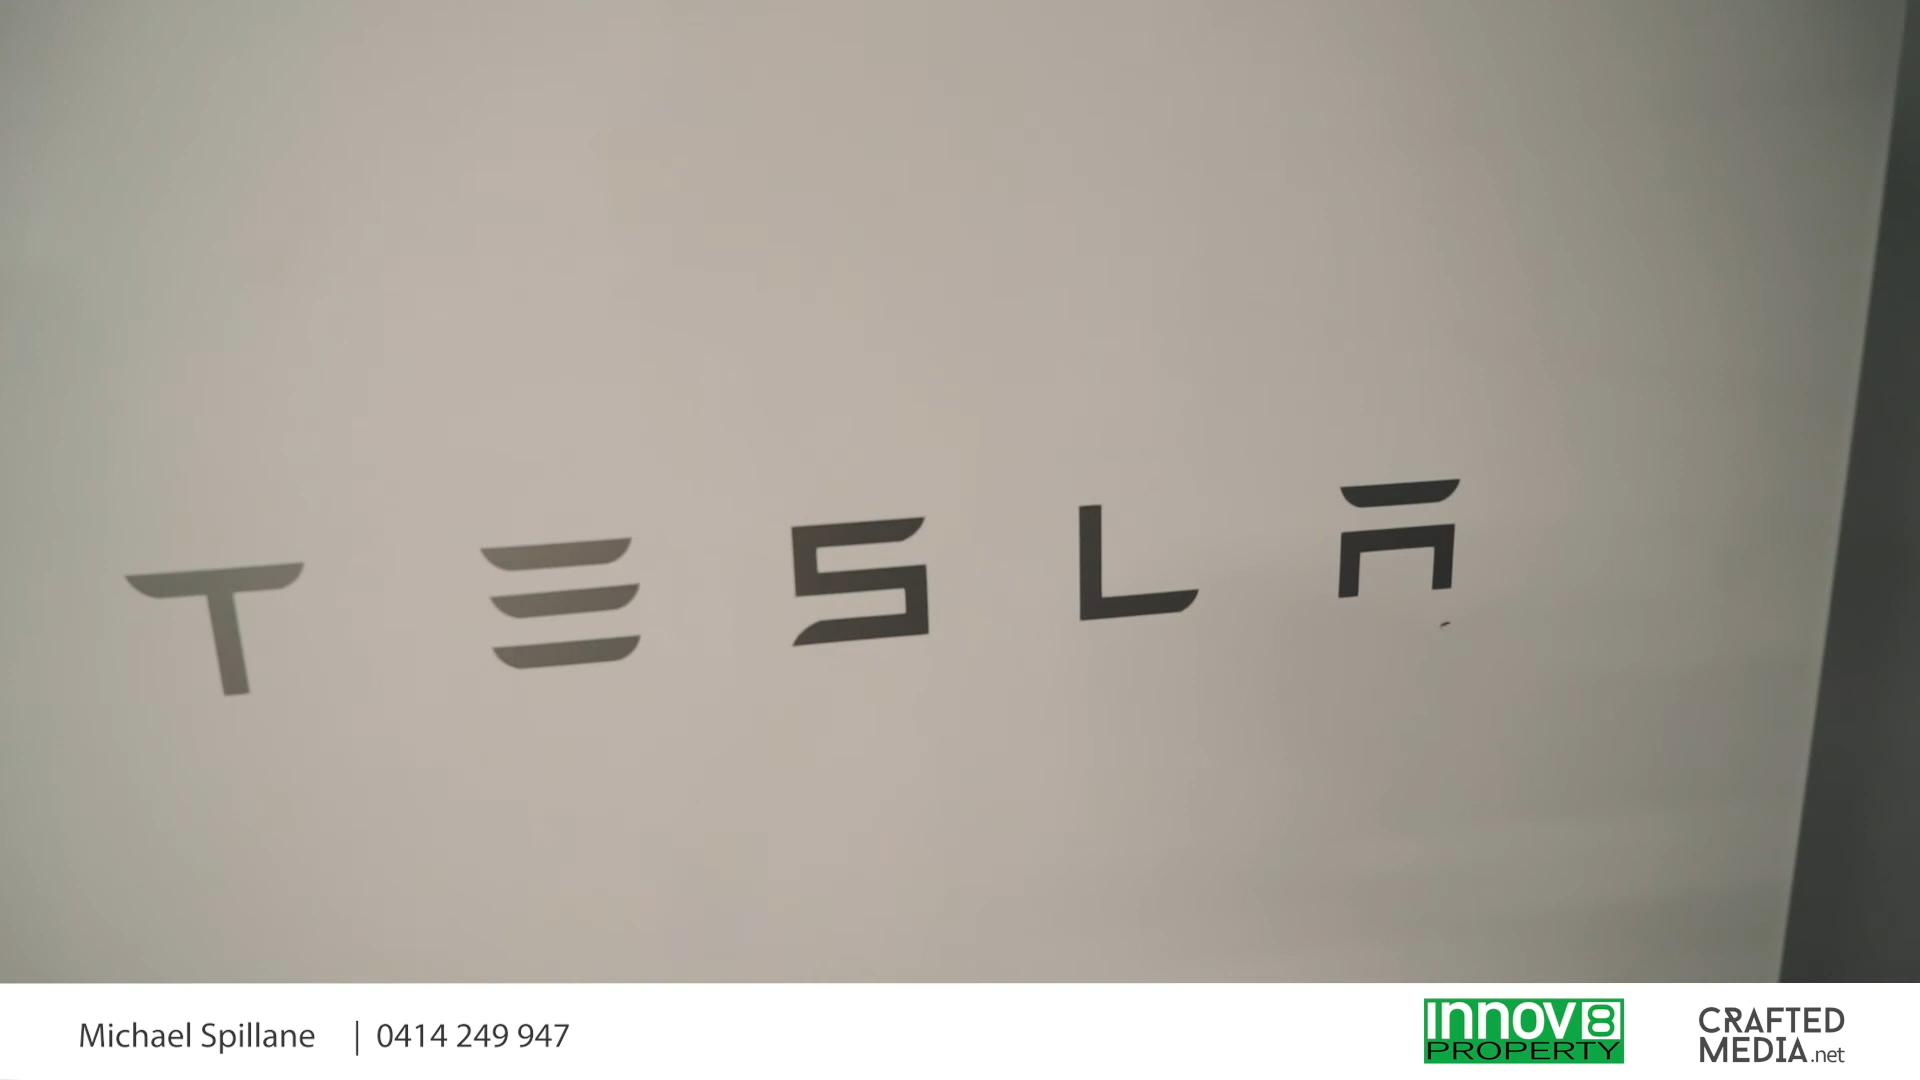 TESLA
Michael Spillane | 0414 249 947
innov8
PROPERTY
CRAFTED
MEDIA.net